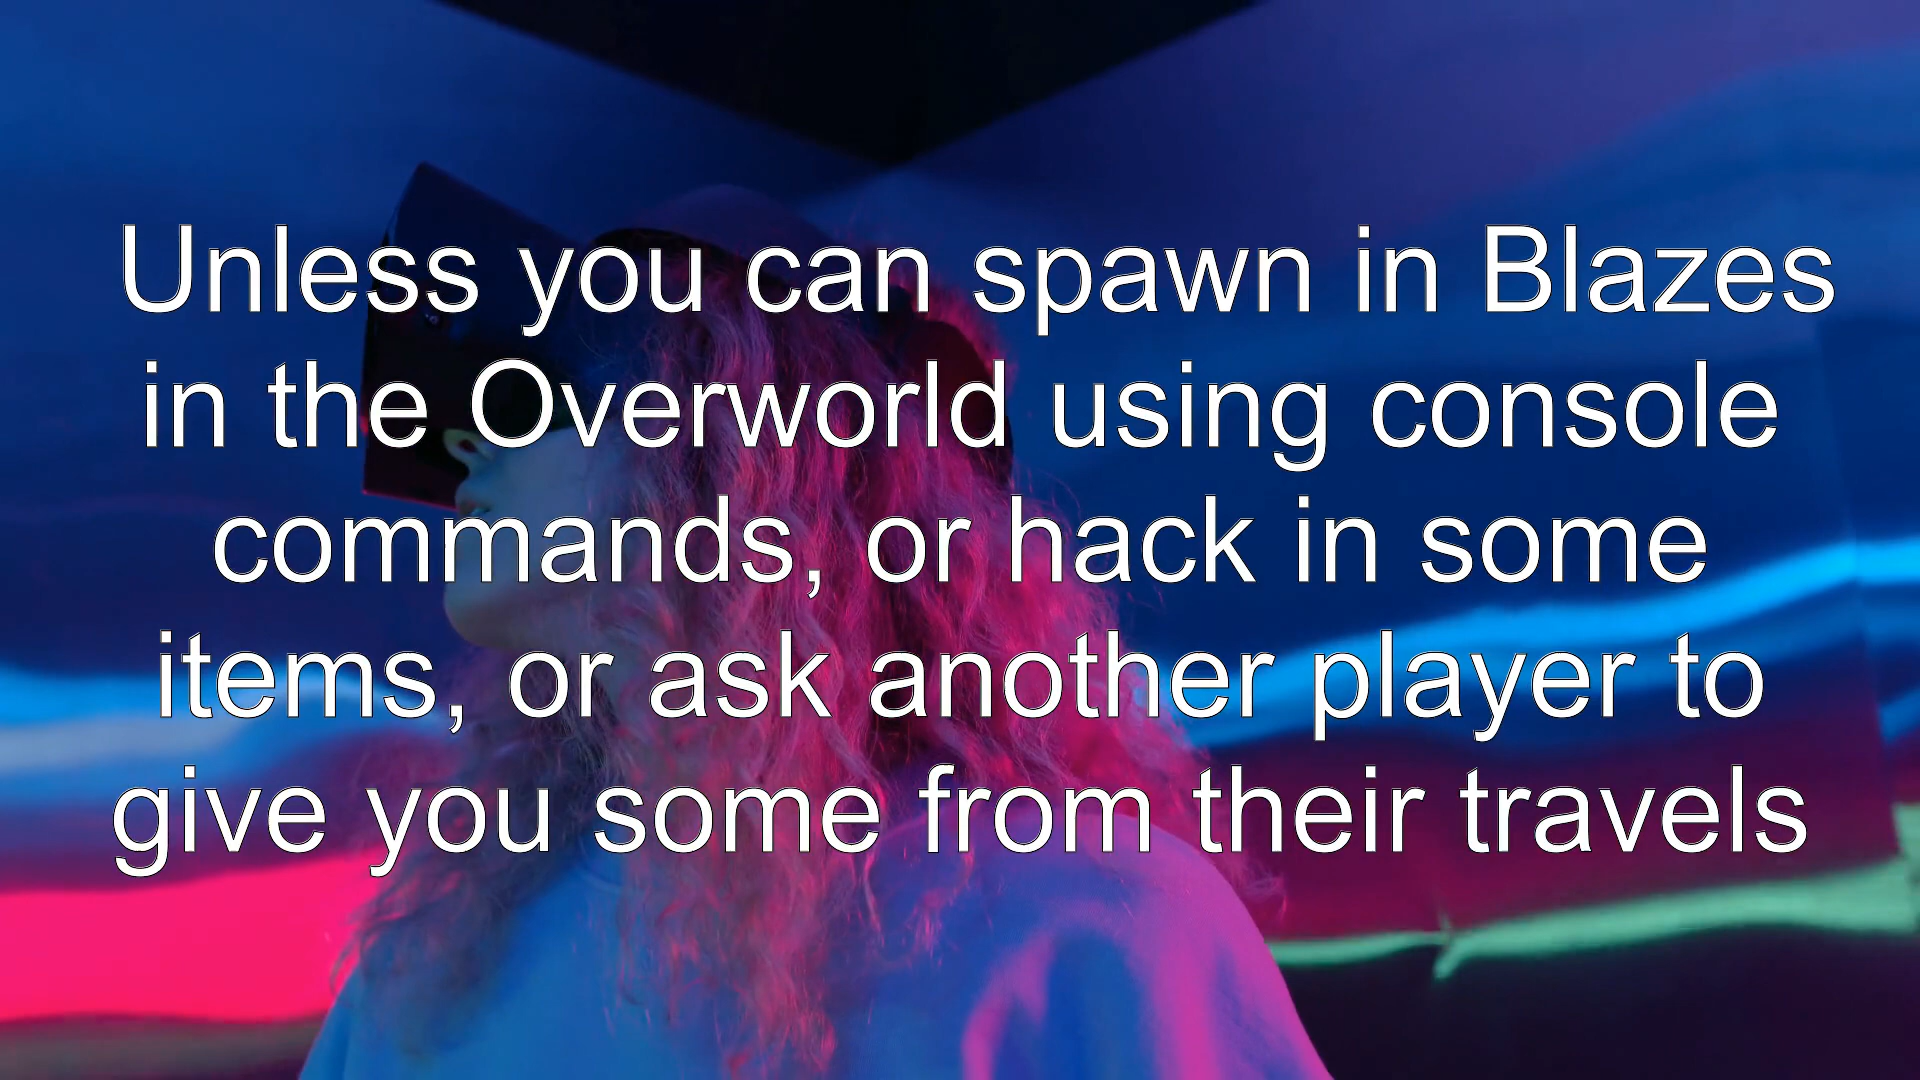 Unless you can spawn in Blazes
in the Overworld using console
commands, or hack in some
items, or ask another player to
give you some from their travels